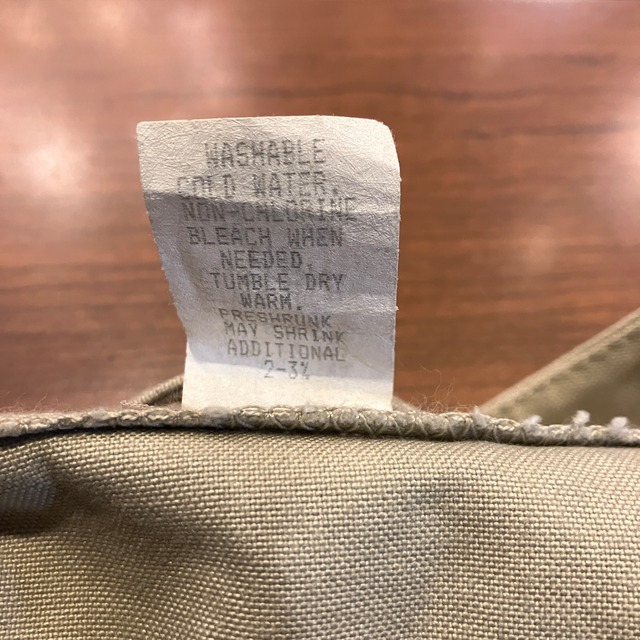 WASHABLE
COLD WATER.
NON-CHLORINE
BLEACH WHEN
NEEDED.
TUMBLE DRY
WARM.
PRESHRUNK
MAY SHRINK
ADDITIONAL
2-3%